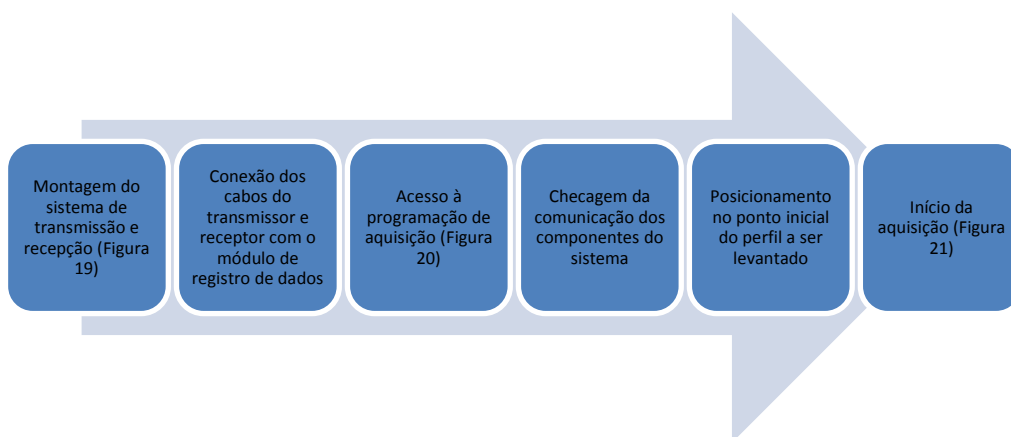 Montagem do
sistema de
transmissão e
recepção (Figura
19)
Conexão dos
cabos do
transmissor e
receptor com o
módulo de
registro de dados
Acesso à
programação de
aquisição (Figura
20)
Checagem da
comunicação dos
componentes do
sistema
Posicionamento
no ponto inicial
do perfil a ser
levantado
Início da
aquisição (Figura
21)